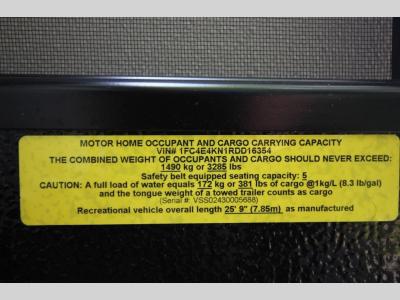 MOTOR HOME OCCUPANT AND CARGO CARRYING CAPACITY
VIN# 1FC4E4KN1RDD16354
THE COMBINED WEIGHT OF OCCUPANTS AND CARGO SHOULD NEVER EXCEED:
1490 kg or 3285 lbs
Safety belt equipped seating capacity: 5
CAUTION: A full load of water equals 172 kg or 381 lbs of cargo @1kg/L (8.3 lb/gal)
and the tongue weight of a towed trailer counts as cargo
(Serial #: VSS02430005688)
Recreational vehicle overall length 25' 9" (7.85m) as manufactured